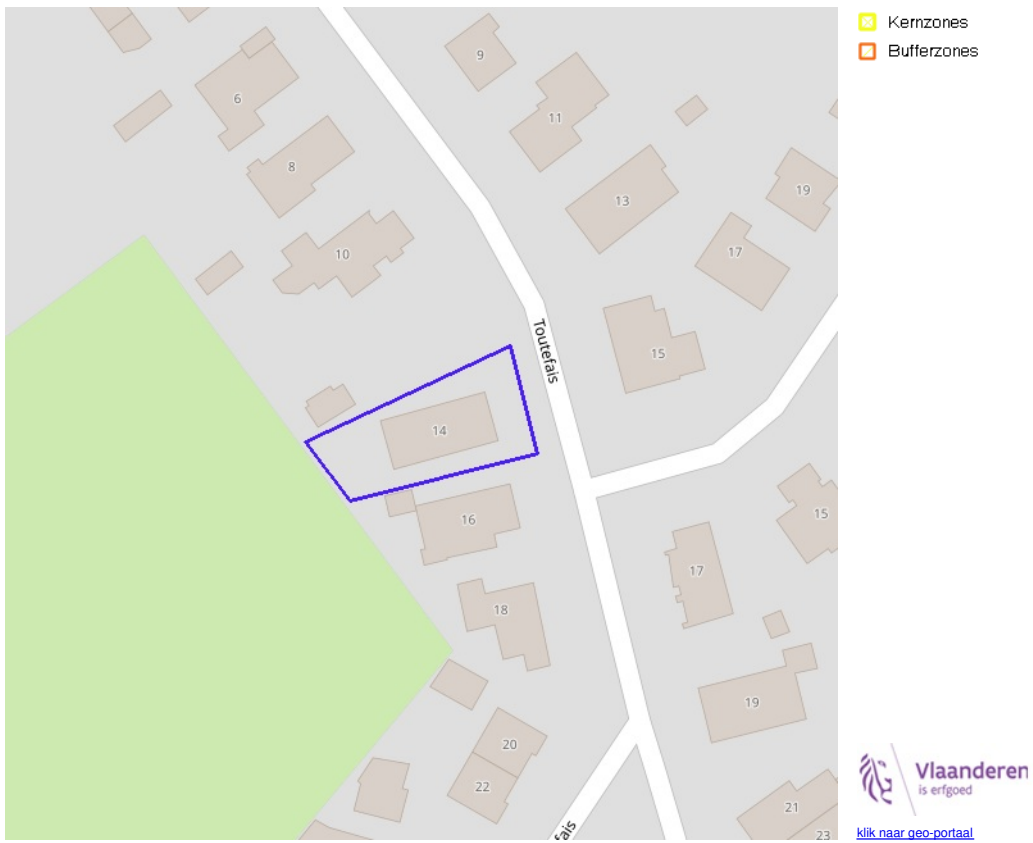 Kernzones
Bufferzones
9
6
11
8
13
19
10
17
Toutefais
15
14
16
15
17
18
19
20
22
21
23
fais
Vlaanderen
is erfgoed
klik naar geo-portaal